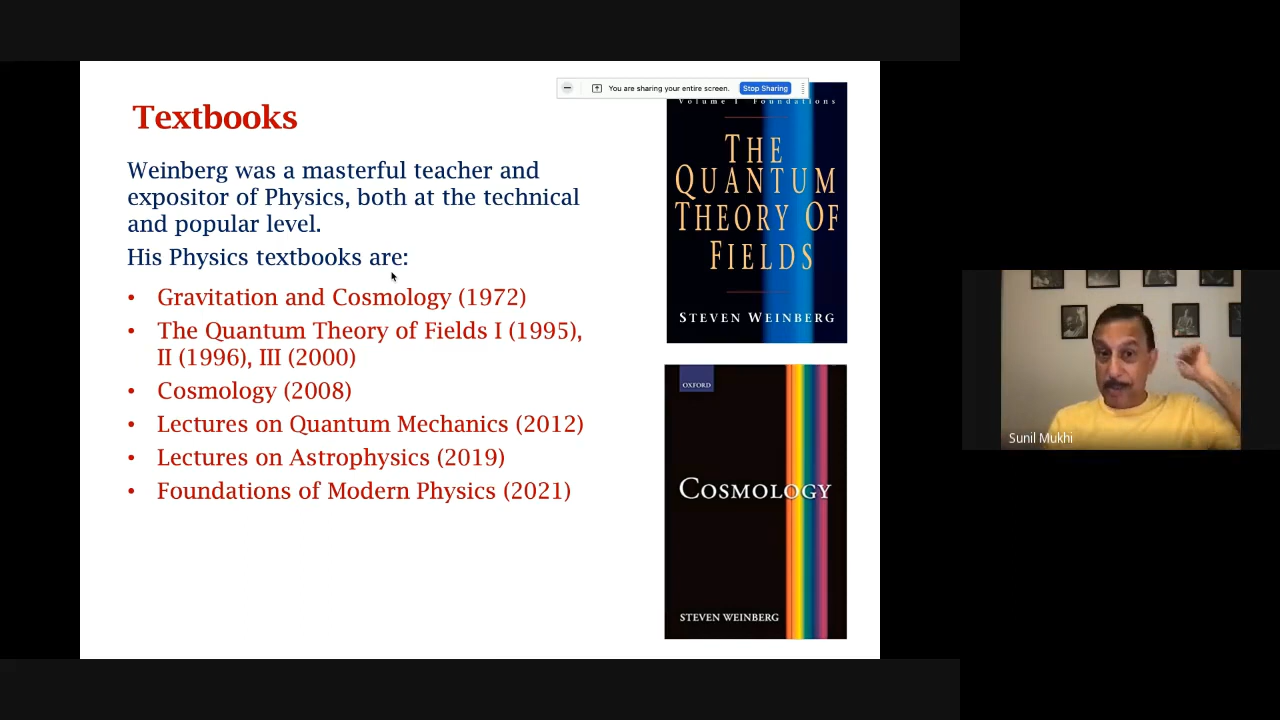 Textbooks
Weinberg was a masterful teacher and
expositor of Physics, both at the technical
and popular level.
His Physics textbooks are:
• Gravitation and Cosmology (1972)
• The Quantum Theory of Fields I (1995),
II (1996), III (2000)
• Cosmology (2008)
• Lectures on Quantum Mechanics (2012)
• Lectures on Astrophysics (2019)
• Foundations of Modern Physics (2021)
You are sharing your entire screen. Stop Sharing
Volume I Foundations
THE
QUANTUM
THEORY OF
FIELDS
STEVEN WEINBERG
OXFORD
COSMOLOGY
STEVEN WEINBERG
Sunil Mukhi